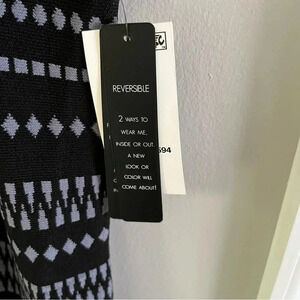 REVERSIBLE
2 WAYS TO
WEAR ME,
INSIDE OR OUT
A NEW
LOOK OR
COLOR WILL
COME ABOUT!
594